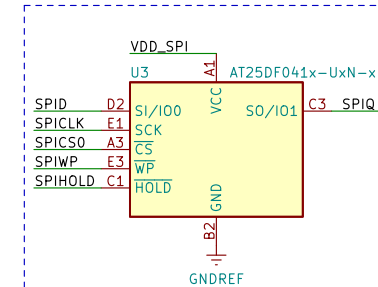 VDD_SPI
A1
U3 AT25DF041x-UxN-x
VCC
SPID D2 SI/IO0 SO/IO1 C3 SPIQ
SPICLK E1 SCK
SPICS0 A3 CS
SPIWP E3 WP
SPIHOLD C1 HOLD
GND
B2
GNDREF